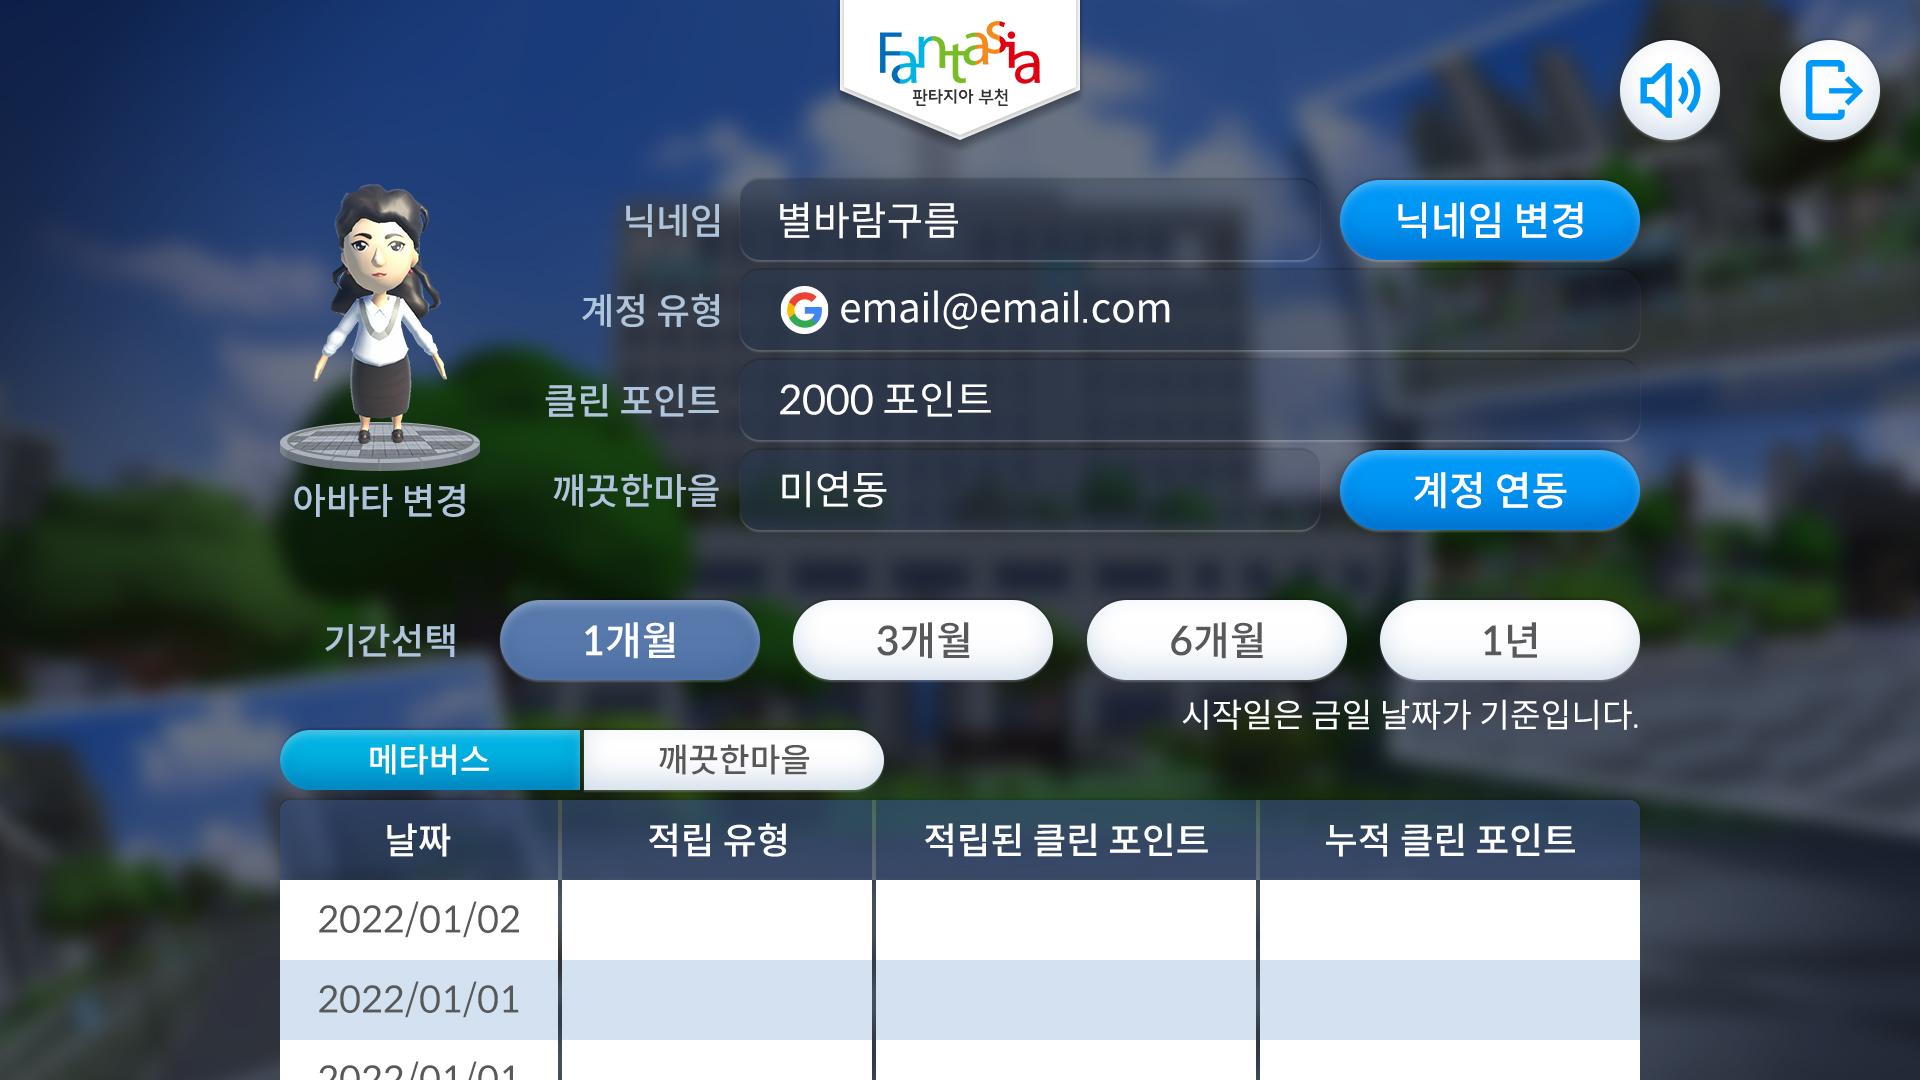 Fantasia
판타지아 부천
닉네임 별바람구름 닉네임 변경
계정 유형 email@email.com
클린 포인트 2000 포인트
깨끗한마을 미연동 계정 연동
아바타 변경
기간선택 1개월 3개월 6개월 1년
시작일은 금일 날짜가 기준입니다.
메타버스 깨끗한마을
날짜 적립 유형 적립된 클린 포인트 누적 클린 포인트
2022/01/02
2022/01/01
2022/01/01